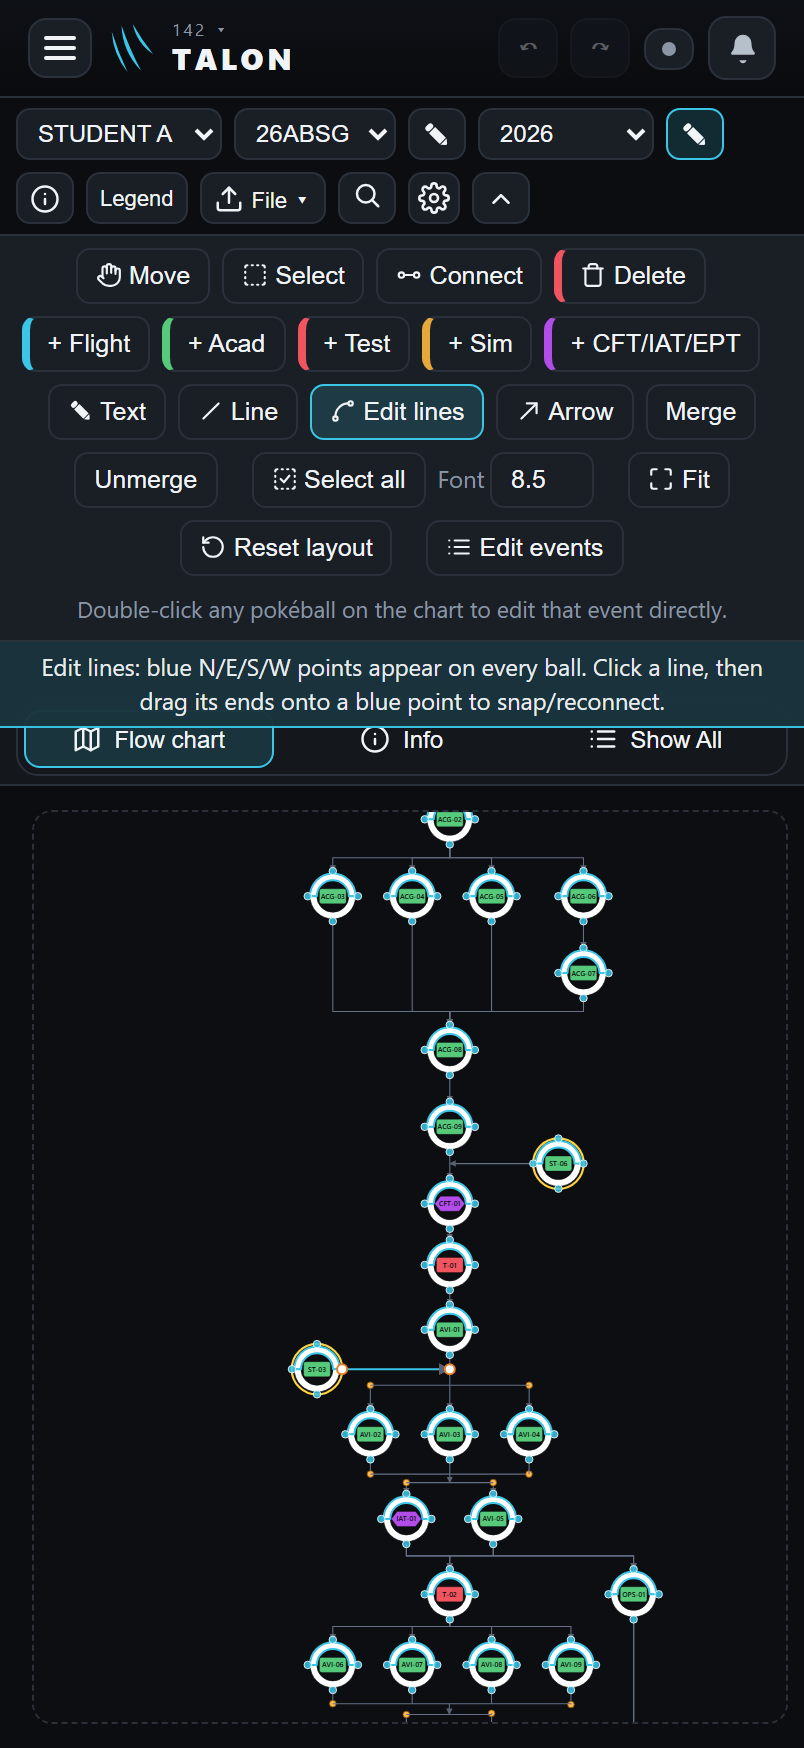 142
TALON
STUDENT A
26ABSG
2026
Legend
File
Move
Select
Connect
Delete
+ Flight
+ Acad
+ Test
+ Sim
+ CFT/IAT/EPT
Text
Line
Edit lines
Arrow
Merge
Unmerge
Select all
Font
8.5
Fit
Reset layout
Edit events
Double-click any pokéball on the chart to edit that event directly.
Edit lines: blue N/E/S/W points appear on every ball. Click a line, then
drag its ends onto a blue point to snap/reconnect.
Flow chart
Info
Show All
ACG-02
ACG-03
ACG-04
ACG-05
ACG-06
ACG-07
ACG-08
ACG-09
ST-06
CFT-01
T-01
AVI-01
ST-03
AVI-02
AVI-03
AVI-04
IAT-01
AVI-05
T-02
OPS-01
AVI-06
AVI-07
AVI-08
AVI-09